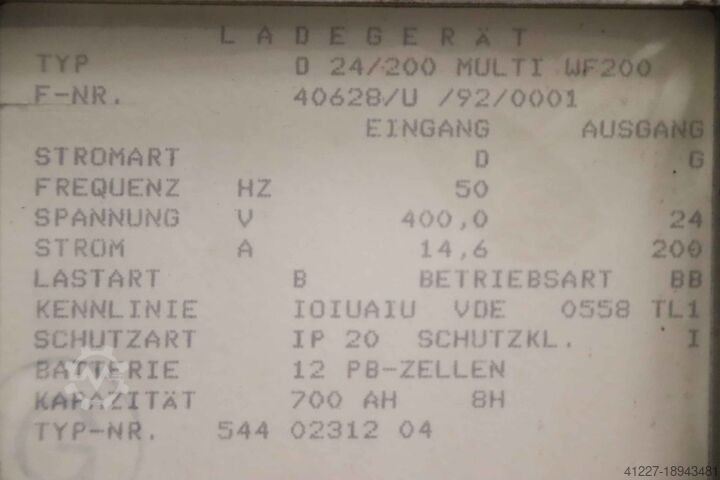 LADEGERÄT
TYP D 24/200 MULTI WF200
F-NR. 40628/U /92/0001
EINGANG AUSGANG
STROMART D G
FREQUENZ HZ 50
SPANNUNG V 400,0 24
STROM A 14,6 200
LASTART B BETRIEBSART BB
KENNLINIE IOIUAIU VDE 0558 TL1
SCHUTZART IP 20 SCHUTZKL. I
BATTERIE 12 PB-ZELLEN
KAPAZITÄT 700 AH 8H
TYP-NR. 544 02312 04
41227-18943481